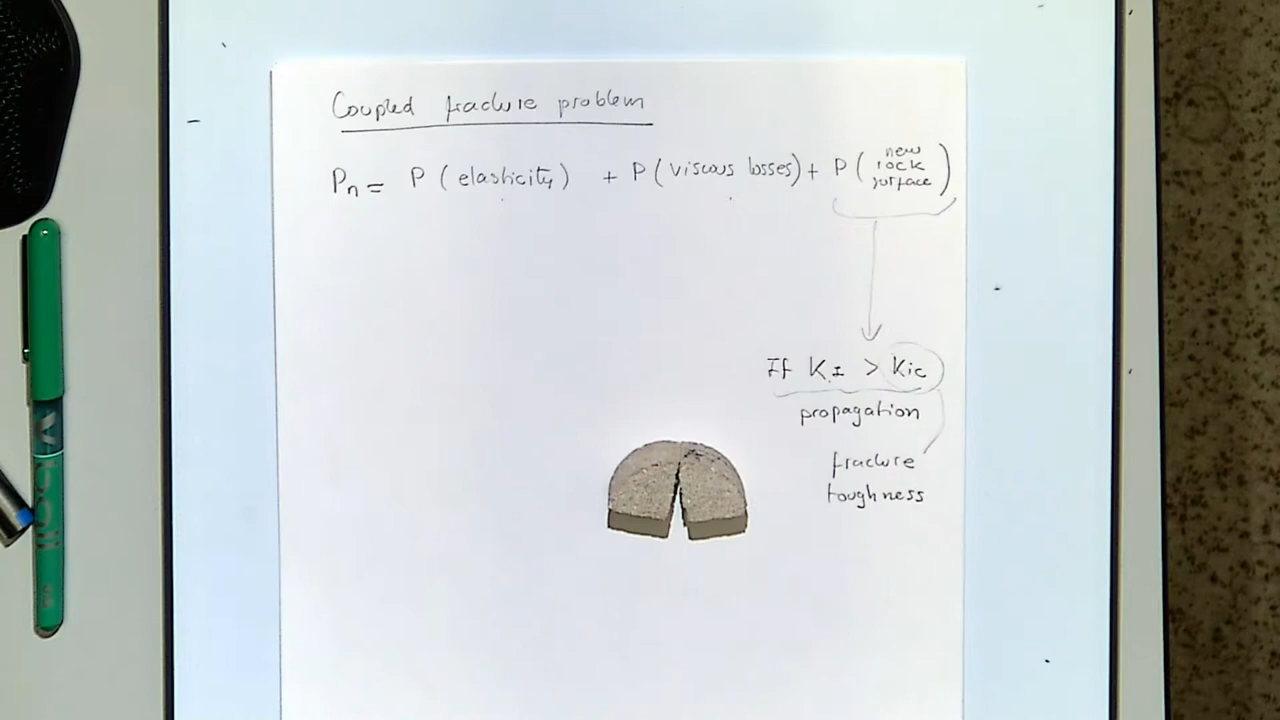 Coupled fracture problem
Pn = P (elasticity) + P (viscous losses) + P (new rock surface)
If KI > Kic
propagation
fracture
toughness